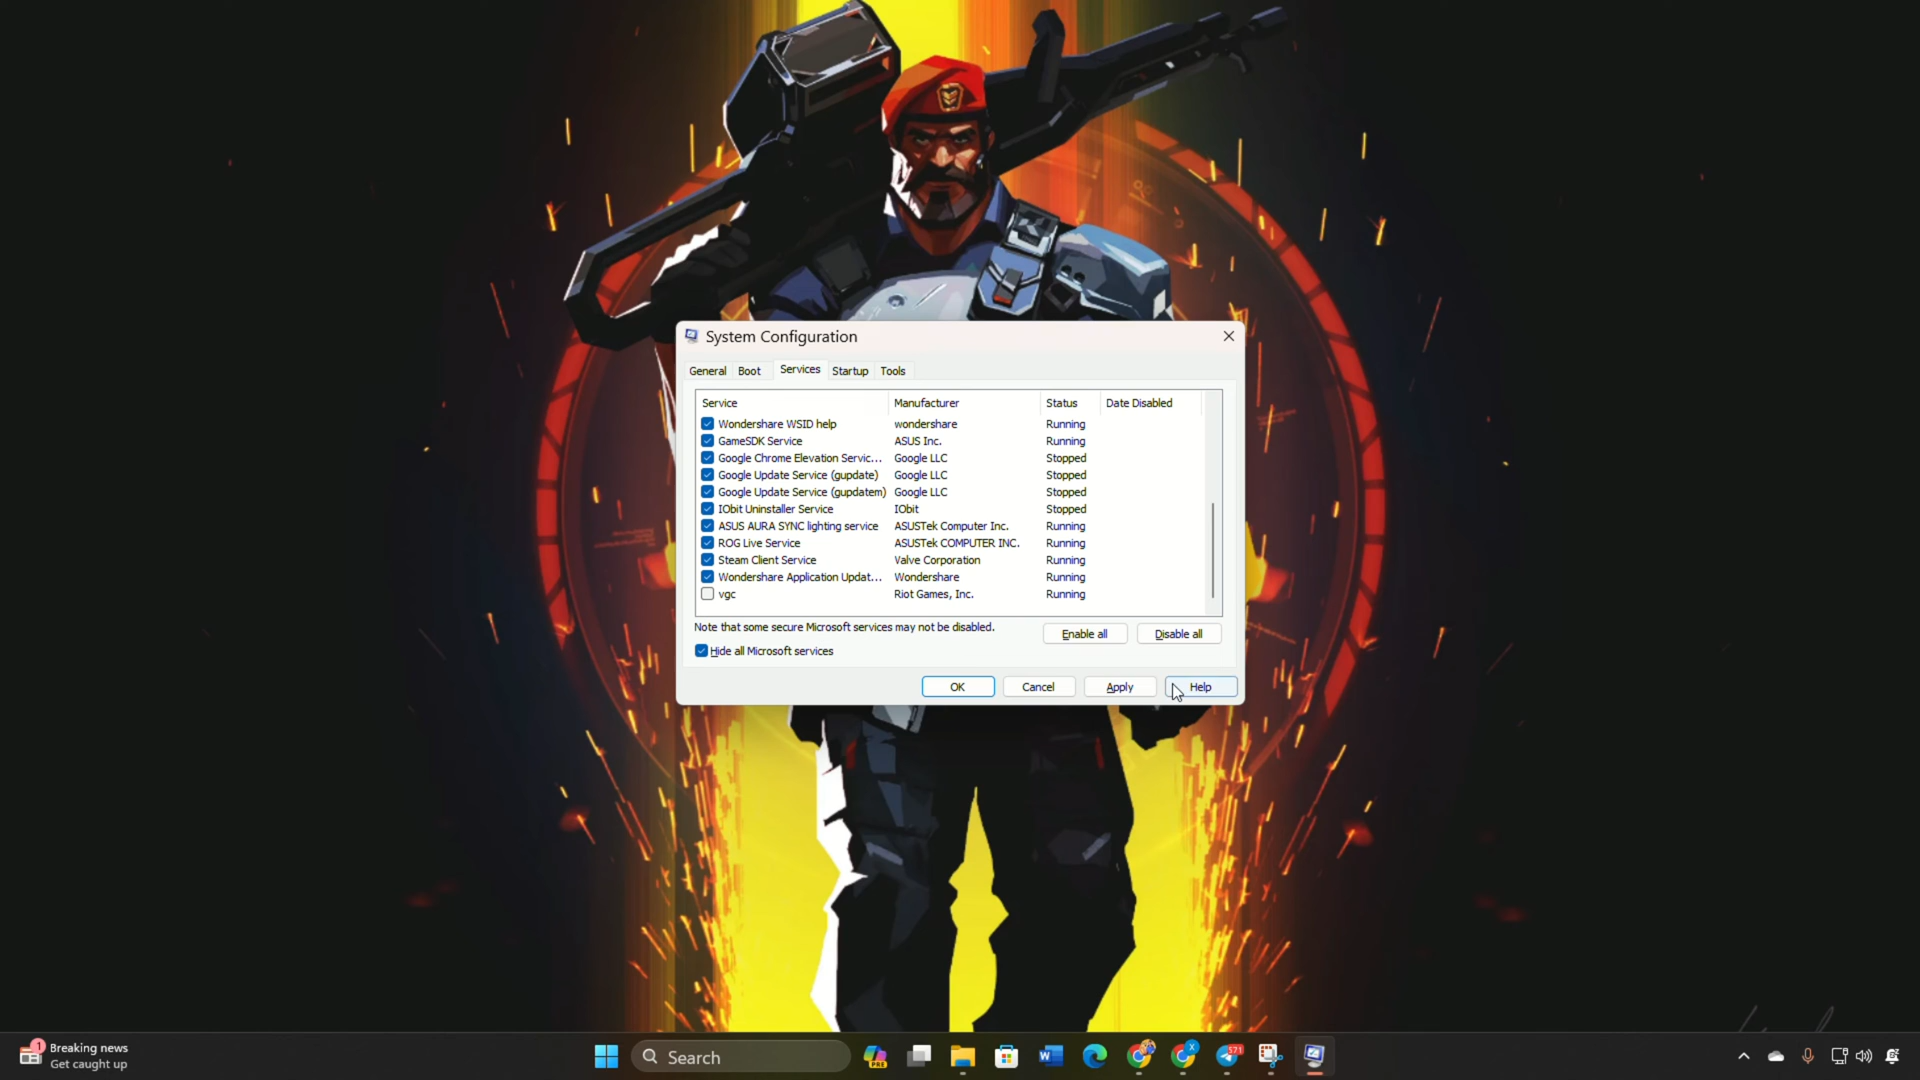 System Configuration
General Boot Services Startup Tools
Service Manufacturer Status Date Disabled
Wondershare WSID help wondershare Running
GameSDK Service ASUS Inc. Running
Google Chrome Elevation Servic... Google LLC Stopped
Google Update Service (gupdate) Google LLC Stopped
Google Update Service (gupdatem) Google LLC Stopped
IObit Uninstaller Service IObit Stopped
ASUS AURA SYNC lighting service ASUSTek Computer Inc. Running
ROG Live Service ASUSTek COMPUTER INC. Running
Steam Client Service Valve Corporation Running
Wondershare Application Updat... Wondershare Running
vgc Riot Games, Inc. Running
Note that some secure Microsoft services may not be disabled.
Enable all Disable all
Hide all Microsoft services
OK Cancel Apply Help
1 Breaking news
Get caught up
Search
PRE
W
X
571